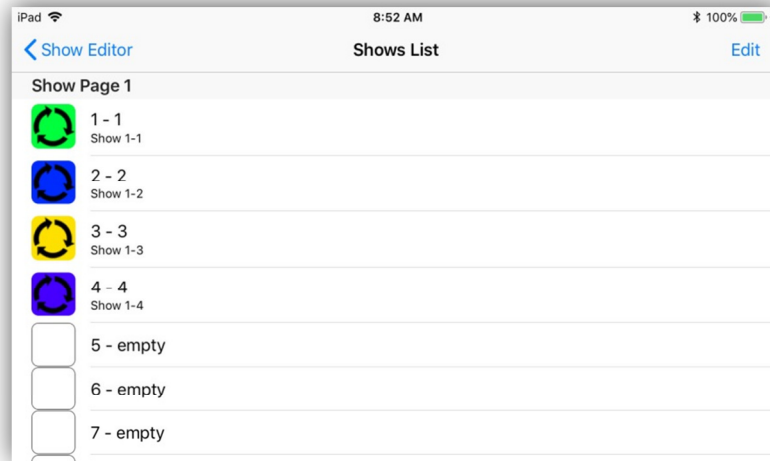 iPad 8:52 AM 100%
Show Editor Shows List Edit
Show Page 1
1 - 1
Show 1-1
2 - 2
Show 1-2
3 - 3
Show 1-3
4 - 4
Show 1-4
5 - empty
6 - empty
7 - empty